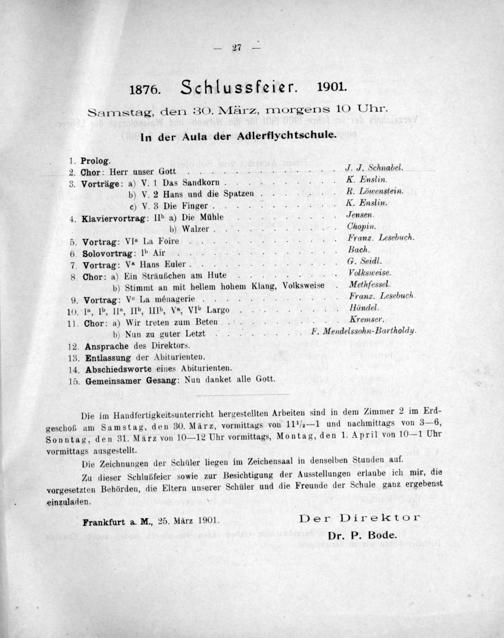 — 27 —
1876. Schlussfeier. 1901.
Samstag, den 30. März, morgens 10 Uhr.
In der Aula der Adlerflychtschule.
1. Prolog.
2. Chor: Herr unser Gott . . . . . . . . . . . . J. J. Schnabel.
3. Vorträge: a) V. 1 Das Sandkorn . . . . . . . . . K. Enslin.
b) V. 2 Hans und die Spatzen . . . . . . R. Löwenstein.
c) V. 3 Die Finger . . . . . . . . . . K. Enslin.
4. Klaviervortrag: IIb a) Die Mühle . . . . . . . . Jensen.
b) Walzer . . . . . . . . . . Chopin.
5. Vortrag: VIa La Foire . . . . . . . . . . . Franz. Lesebuch.
6. Solovortrag: Ib Air . . . . . . . . . . . . Bach.
7. Vortrag: Va Hans Euler . . . . . . . . . . . G. Seidl.
8. Chor: a) Ein Sträußchen am Hute . . . . . . . . Volksweise.
b) Stimmt an mit hellem hohem Klang, Volksweise . . Methfessel.
9. Vortrag: Vc La ménagerie . . . . . . . . . . Franz. Lesebuch
10. Ia, Ib, IIa, IIb, IIIb, Va, VIb Largo . . . . . . . Händel.
11. Chor: a) Wir treten zum Beten . . . . . . . . . Kremser.
b) Nun zu guter Letzt . . . . . . . . F. Mendelssohn-Bartholdy.
12. Ansprache des Direktors.
13. Entlassung der Abiturienten.
14. Abschiedsworte eines Abiturienten.
15. Gemeinsamer Gesang: Nun danket alle Gott.
Die im Handfertigkeitsunterricht hergestellten Arbeiten sind in dem Zimmer 2 im Erd-
geschoß am Samstag, den 30. März, vormittags von 11½—1 und nachmittags von 3—6,
Sonntag, den 31. März von 10—12 Uhr vormittags, Montag, den 1. April von 10—1 Uhr
vormittags ausgestellt.
Die Zeichnungen der Schüler liegen im Zeichensaal in denselben Stunden auf.
Zu dieser Schlußfeier sowie zur Besichtigung der Ausstellungen erlaube ich mir, die
vorgesetzten Behörden, die Eltern unserer Schüler und die Freunde der Schule ganz ergebenst
einzuladen.
Frankfurt a. M., 25. März 1901.
Der Direktor
Dr. P. Bode.